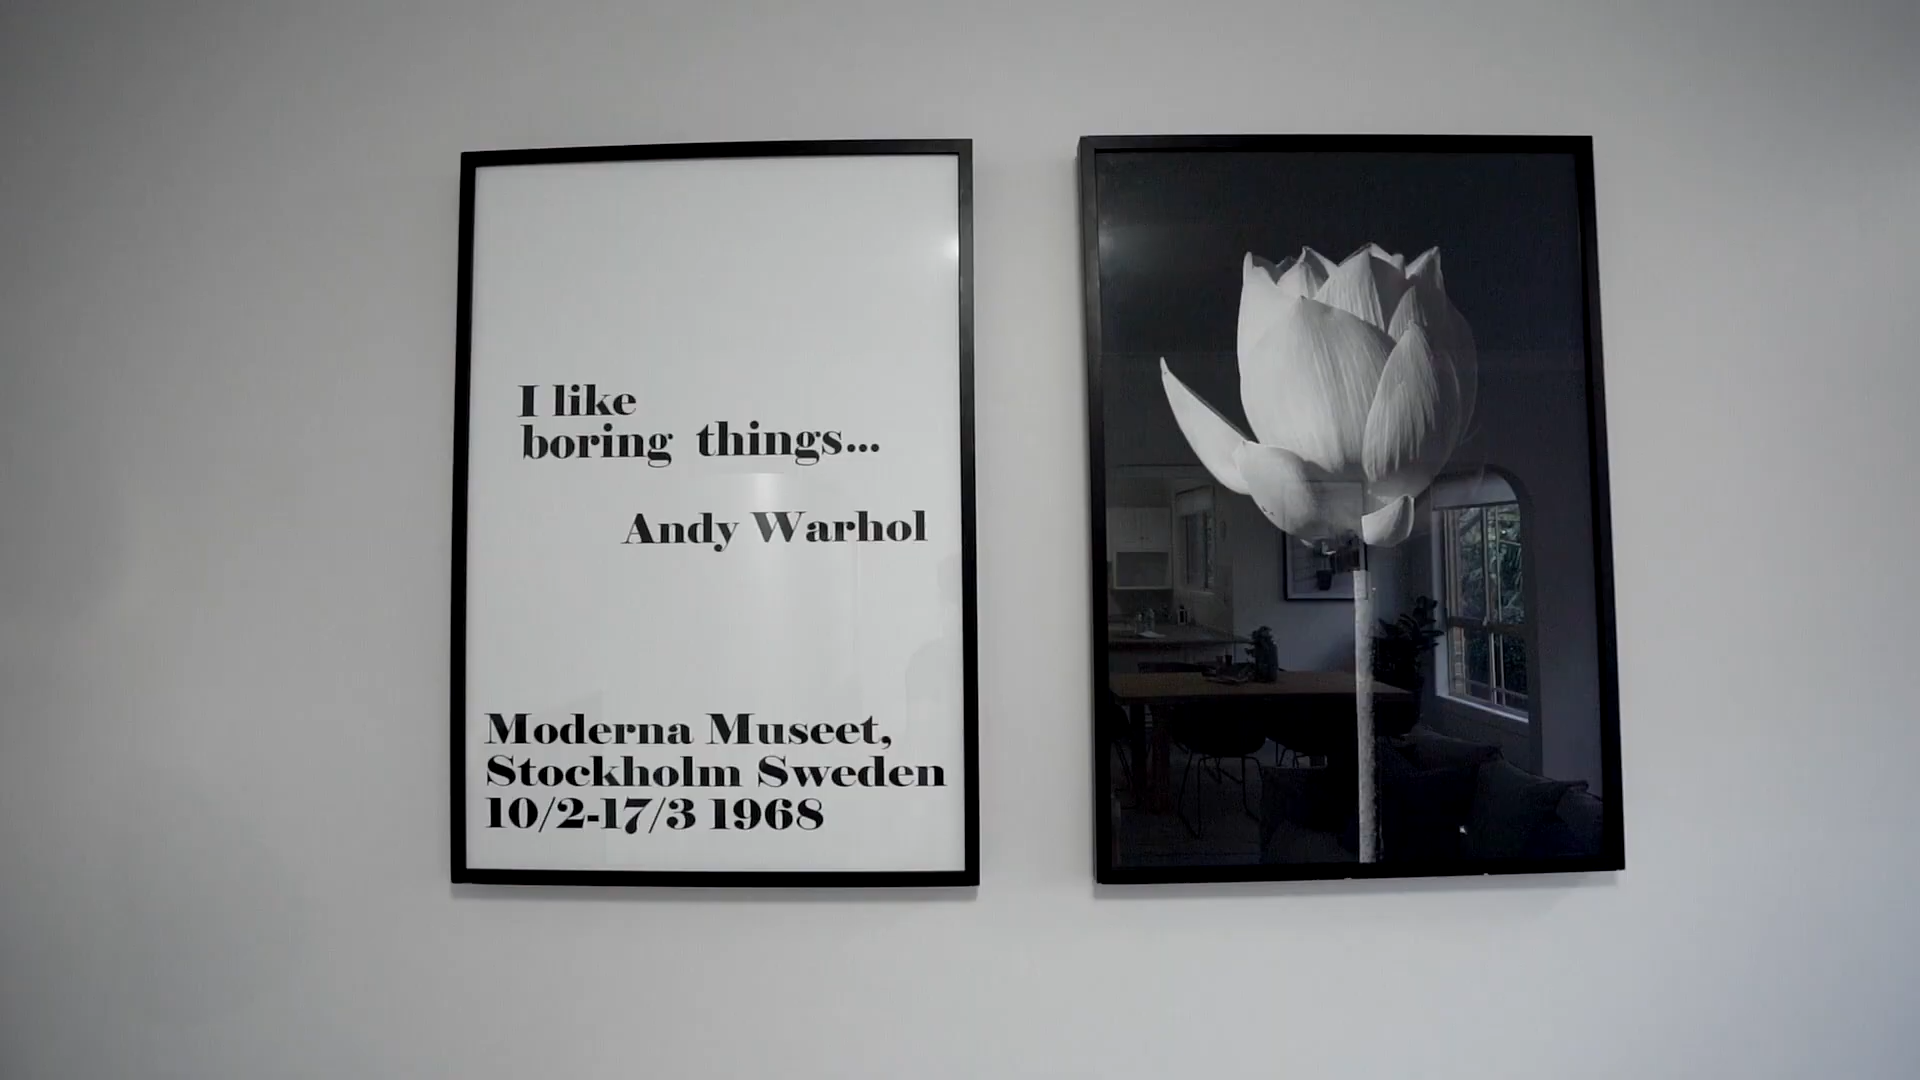 I like
boring things...
Andy Warhol
Moderna Museet,
Stockholm Sweden
10/2-17/3 1968